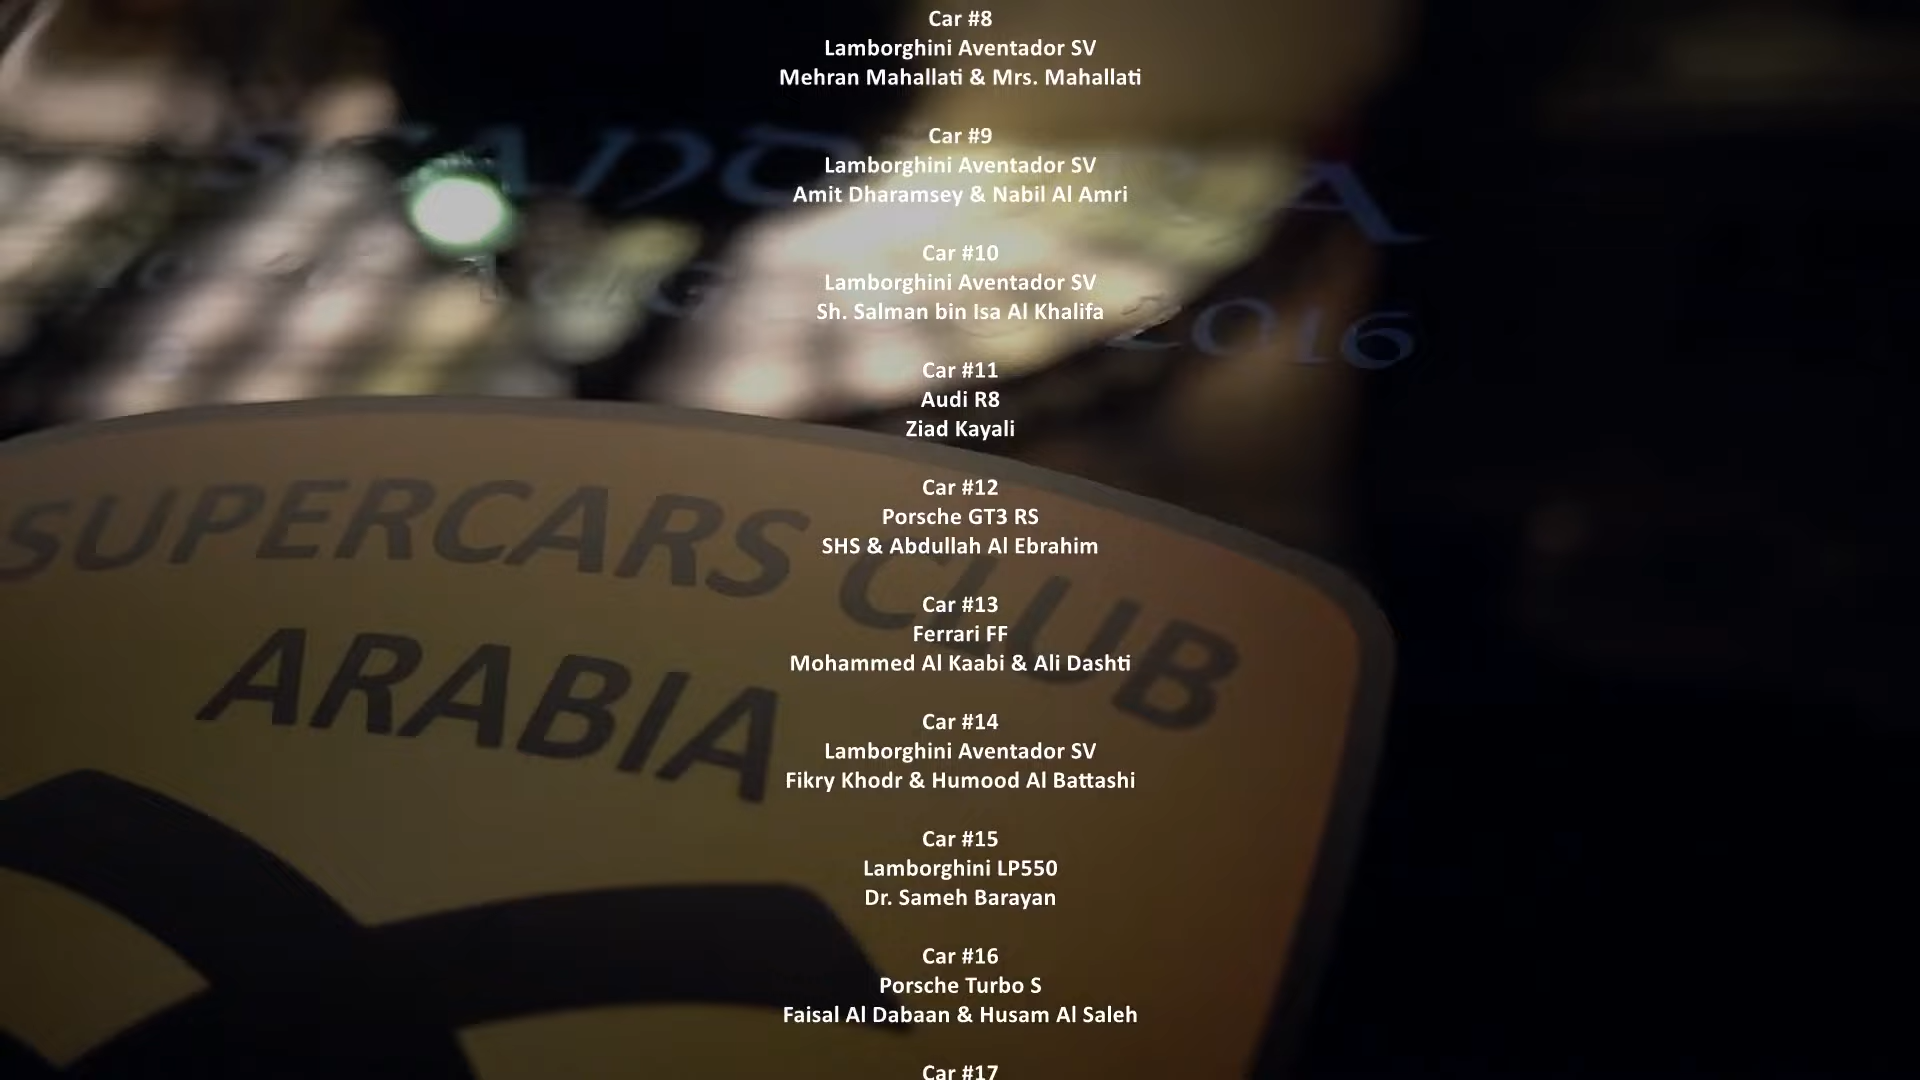 Car #8
Lamborghini Aventador SV
Mehran Mahallati & Mrs. Mahallati
Car #9
Lamborghini Aventador SV
Amit Dharamsey & Nabil Al Amri
Car #10
Lamborghini Aventador SV
Sh. Salman bin Isa Al Khalifa
2016
Car #11
Audi R8
Ziad Kayali
Car #12
Porsche GT3 RS
SHS & Abdullah Al Ebrahim
SUPERCARS CLUB
ARABIA
Car #13
Ferrari FF
Mohammed Al Kaabi & Ali Dashti
Car #14
Lamborghini Aventador SV
Fikry Khodr & Humood Al Battashi
Car #15
Lamborghini LP550
Dr. Sameh Barayan
Car #16
Porsche Turbo S
Faisal Al Dabaan & Husam Al Saleh
Car #17